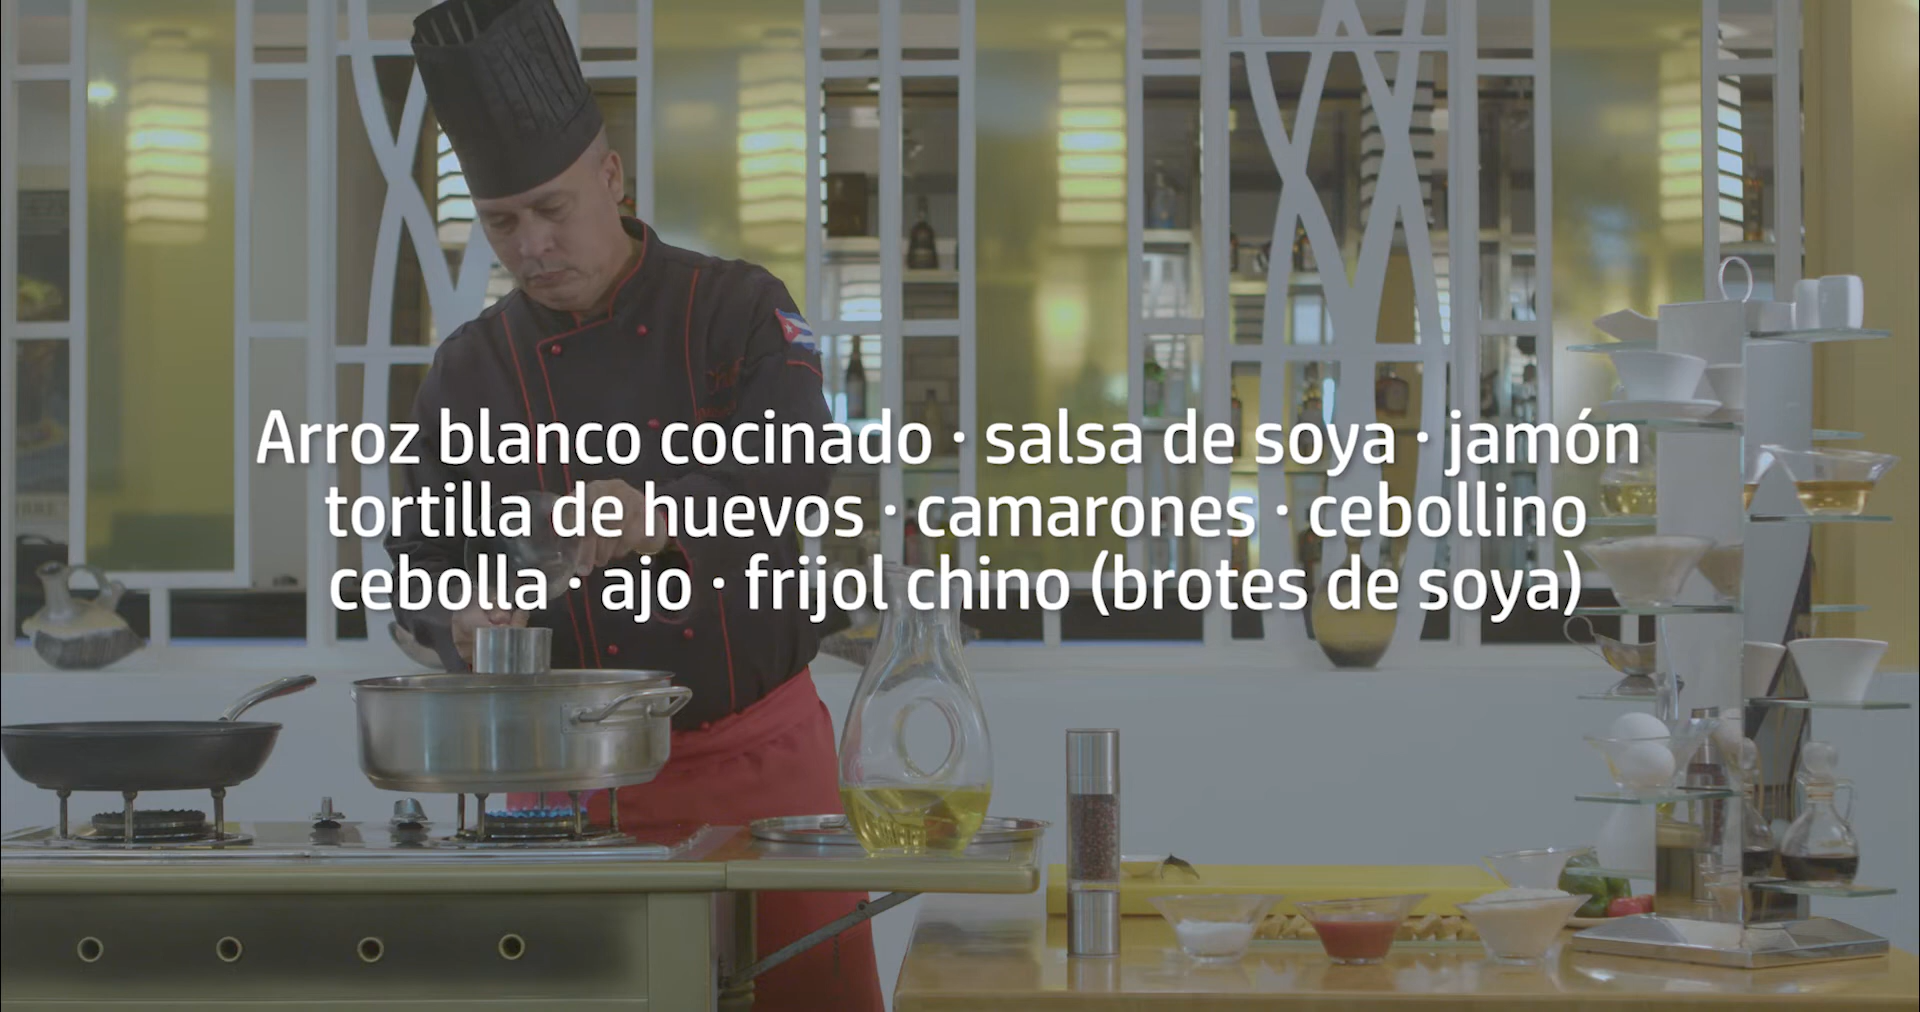 Arroz blanco cocinado · salsa de soya · jamón
tortilla de huevos · camarones · cebollino
cebolla · ajo · frijol chino (brotes de soya)